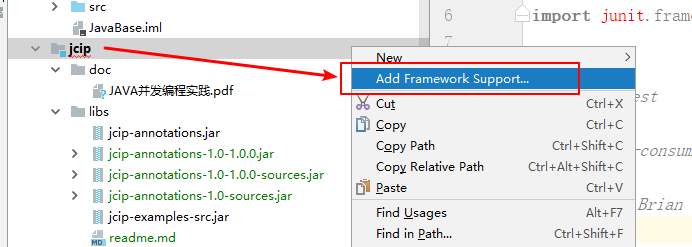 src
JavaBase.iml
jcip
doc
JAVA并发编程实践.pdf
libs
jcip-annotations.jar
jcip-annotations-1.0-1.0.0.jar
jcip-annotations-1.0-1.0.0-sources.jar
jcip-annotations-1.0-sources.jar
jcip-examples-src.jar
readme.md
New
Add Framework Support...
Cut Ctrl+X
Copy Ctrl+C
Copy Path Ctrl+Shift+C
Copy Relative Path Ctrl+Alt+Shift+C
Paste Ctrl+V
Find Usages Alt+F7
Find in Path... Ctrl+Shift+F
6 import junit.frame
7
est
-consum
Brian